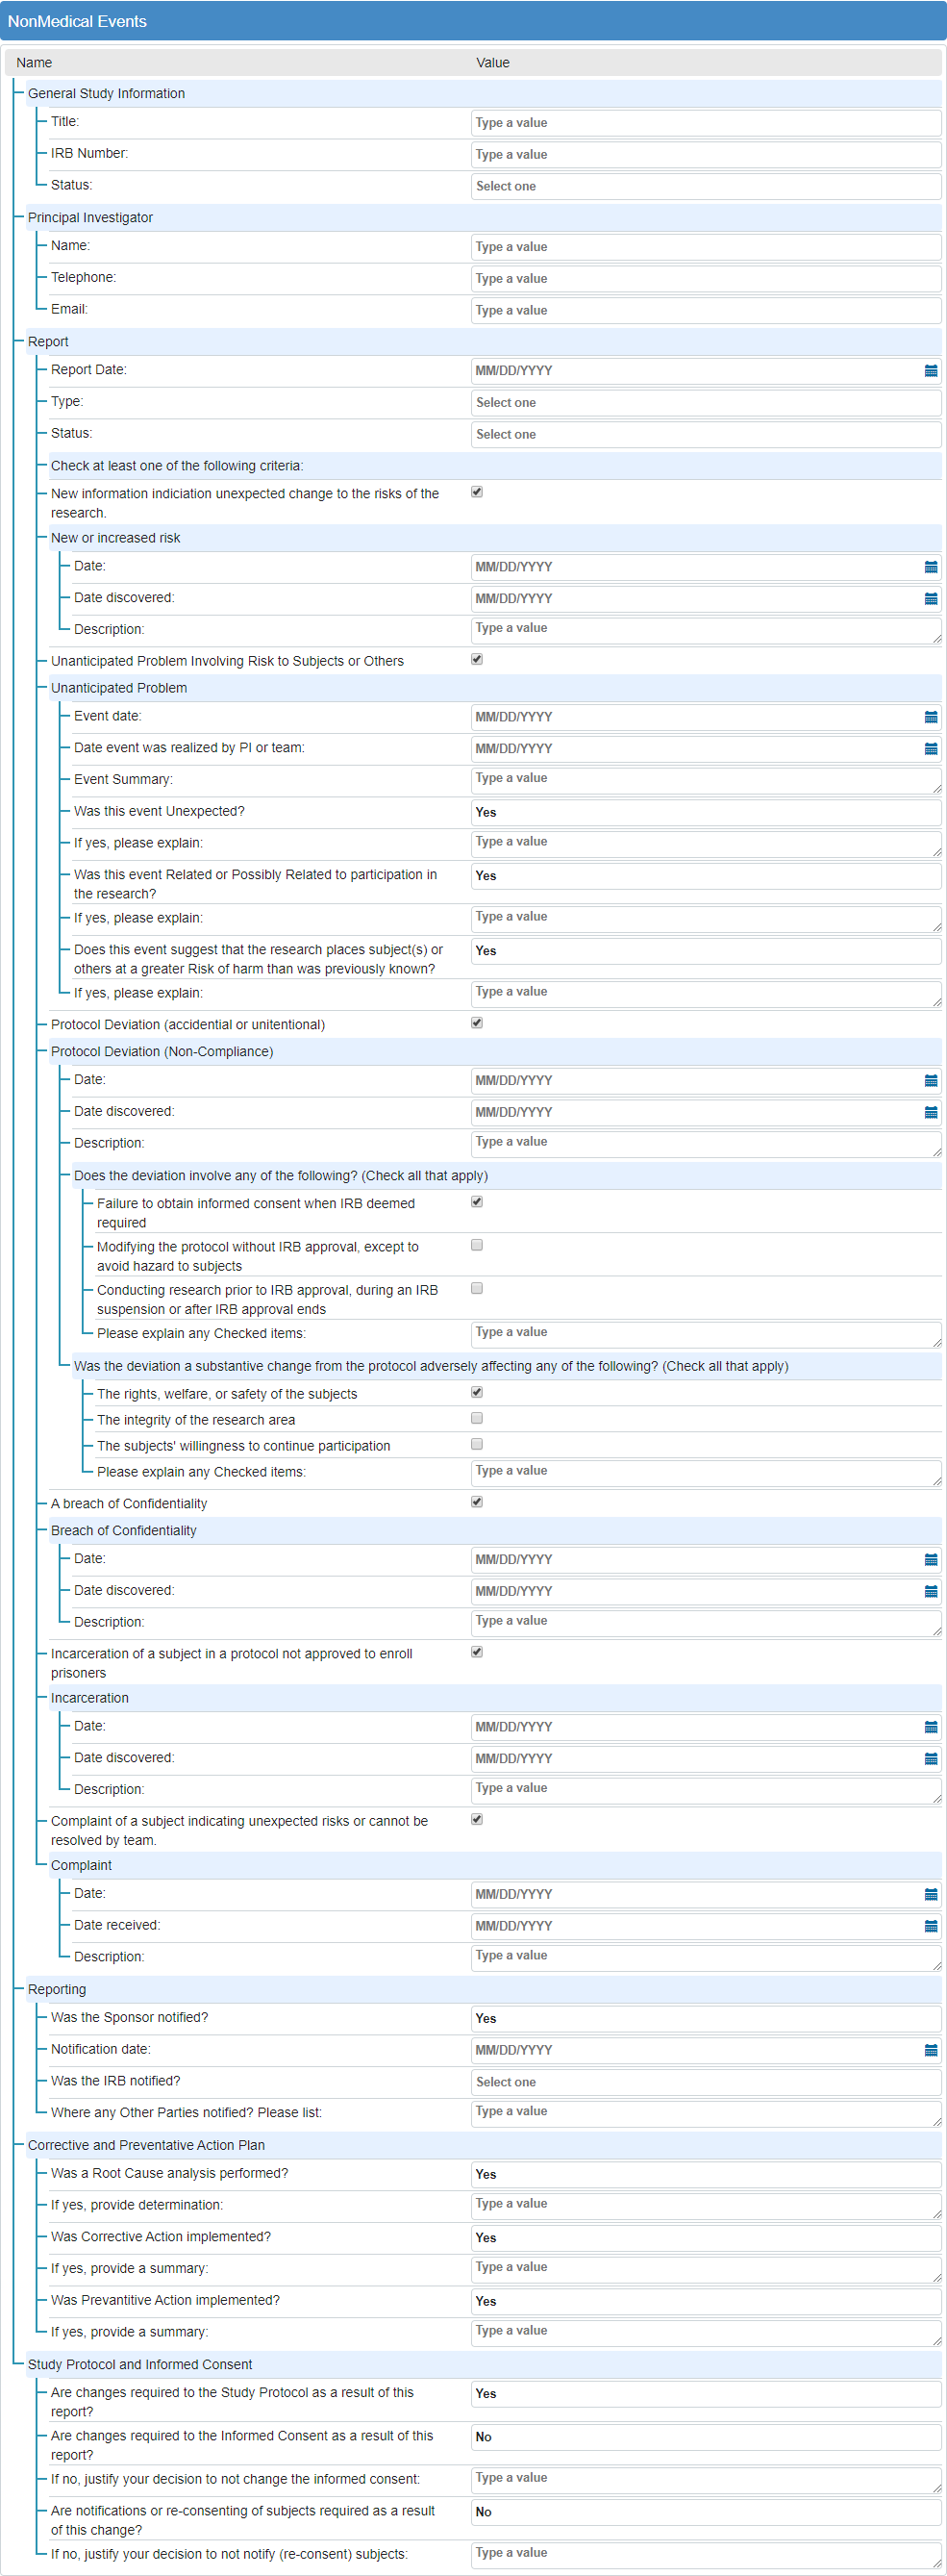 NonMedical Events
Name Value
General Study Information
Title: Type a value
IRB Number: Type a value
Status: Select one
Principal Investigator
Name: Type a value
Telephone: Type a value
Email: Type a value
Report
Report Date: MM/DD/YYYY
Type: Select one
Status: Select one
Check at least one of the following criteria:
New information indiciation unexpected change to the risks of the
research.
New or increased risk
Date: MM/DD/YYYY
Date discovered: MM/DD/YYYY
Description: Type a value
Unanticipated Problem Involving Risk to Subjects or Others
Unanticipated Problem
Event date: MM/DD/YYYY
Date event was realized by PI or team: MM/DD/YYYY
Event Summary: Type a value
Was this event Unexpected? Yes
If yes, please explain: Type a value
Was this event Related or Possibly Related to participation in Yes
the research?
If yes, please explain: Type a value
Does this event suggest that the research places subject(s) or Yes
others at a greater Risk of harm than was previously known?
If yes, please explain: Type a value
Protocol Deviation (accidential or unitentional)
Protocol Deviation (Non-Compliance)
Date: MM/DD/YYYY
Date discovered: MM/DD/YYYY
Description: Type a value
Does the deviation involve any of the following? (Check all that apply)
Failure to obtain informed consent when IRB deemed
required
Modifying the protocol without IRB approval, except to
avoid hazard to subjects
Conducting research prior to IRB approval, during an IRB
suspension or after IRB approval ends
Please explain any Checked items: Type a value
Was the deviation a substantive change from the protocol adversely affecting any of the following? (Check all that apply)
The rights, welfare, or safety of the subjects
The integrity of the research area
The subjects' willingness to continue participation
Please explain any Checked items: Type a value
A breach of Confidentiality
Breach of Confidentiality
Date: MM/DD/YYYY
Date discovered: MM/DD/YYYY
Description: Type a value
Incarceration of a subject in a protocol not approved to enroll
prisoners
Incarceration
Date: MM/DD/YYYY
Date discovered: MM/DD/YYYY
Description: Type a value
Complaint of a subject indicating unexpected risks or cannot be
resolved by team.
Complaint
Date: MM/DD/YYYY
Date received: MM/DD/YYYY
Description: Type a value
Reporting
Was the Sponsor notified? Yes
Notification date: MM/DD/YYYY
Was the IRB notified? Select one
Where any Other Parties notified? Please list: Type a value
Corrective and Preventative Action Plan
Was a Root Cause analysis performed? Yes
If yes, provide determination: Type a value
Was Corrective Action implemented? Yes
If yes, provide a summary: Type a value
Was Prevantitive Action implemented? Yes
If yes, provide a summary: Type a value
Study Protocol and Informed Consent
Are changes required to the Study Protocol as a result of this Yes
report?
Are changes required to the Informed Consent as a result of this No
report?
If no, justify your decision to not change the informed consent: Type a value
Are notifications or re-consenting of subjects required as a result No
of this change?
If no, justify your decision to not notify (re-consent) subjects: Type a value